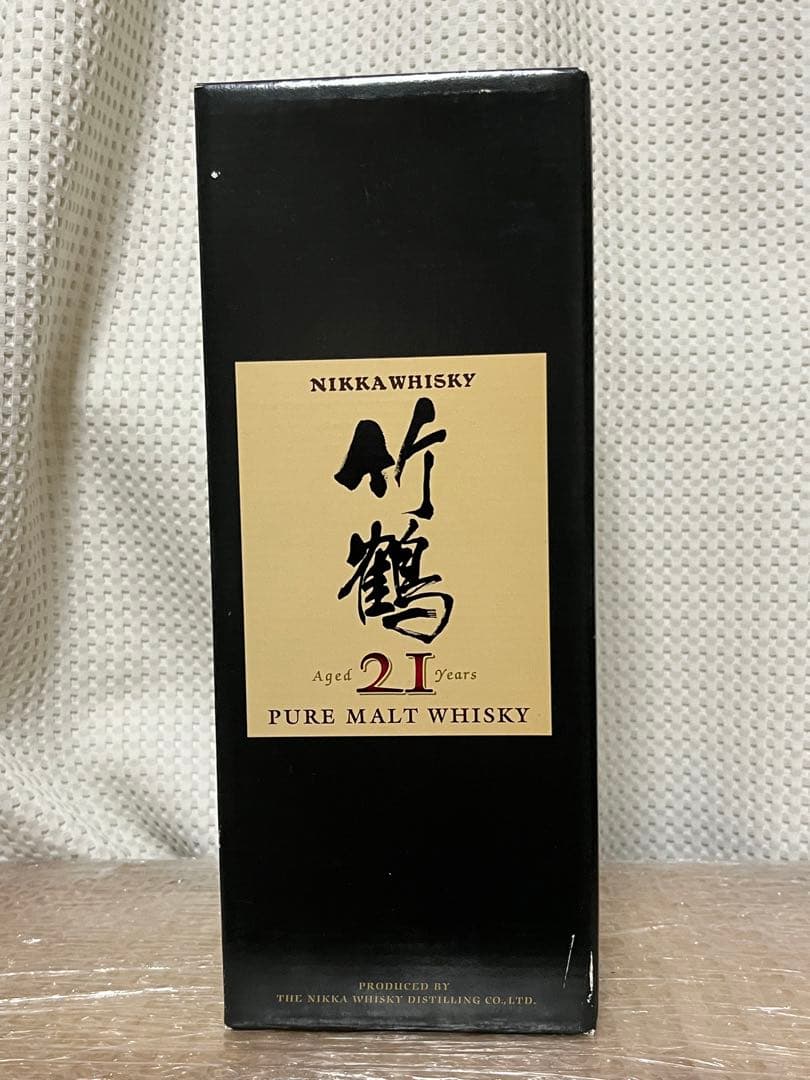 NIKKA WHISKY
竹
鶴
Aged 21 Years
PURE MALT WHISKY
PRODUCED BY
THE NIKKA WHISKY DISTILLING CO.,LTD.